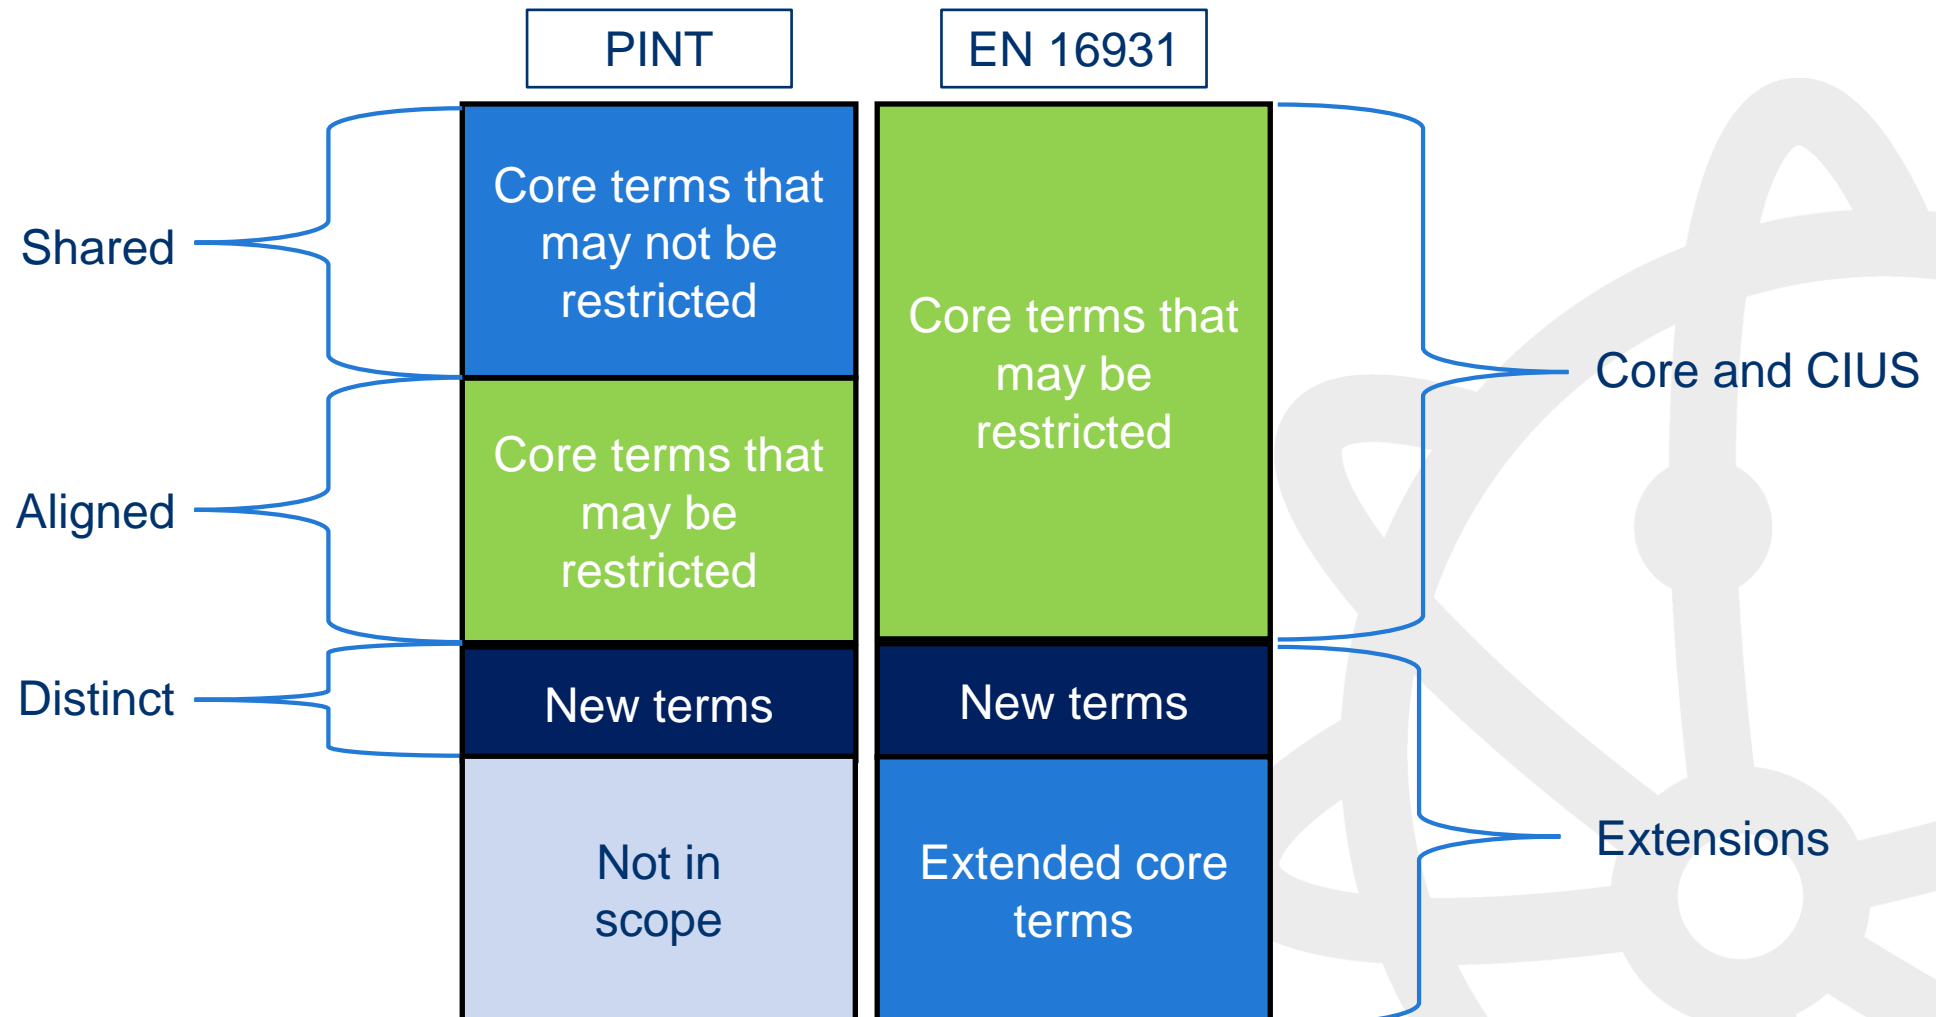 PINT
EN 16931
Shared
Aligned
Distinct
Core terms that
may not be
restricted
Core terms that
may be
restricted
New terms
Not in
scope
Core terms that
may be
restricted
New terms
Extended core
terms
Core and CIUS
Extensions